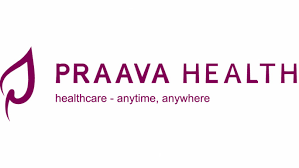 PRAAVA HEALTH
healthcare - anytime, anywhere